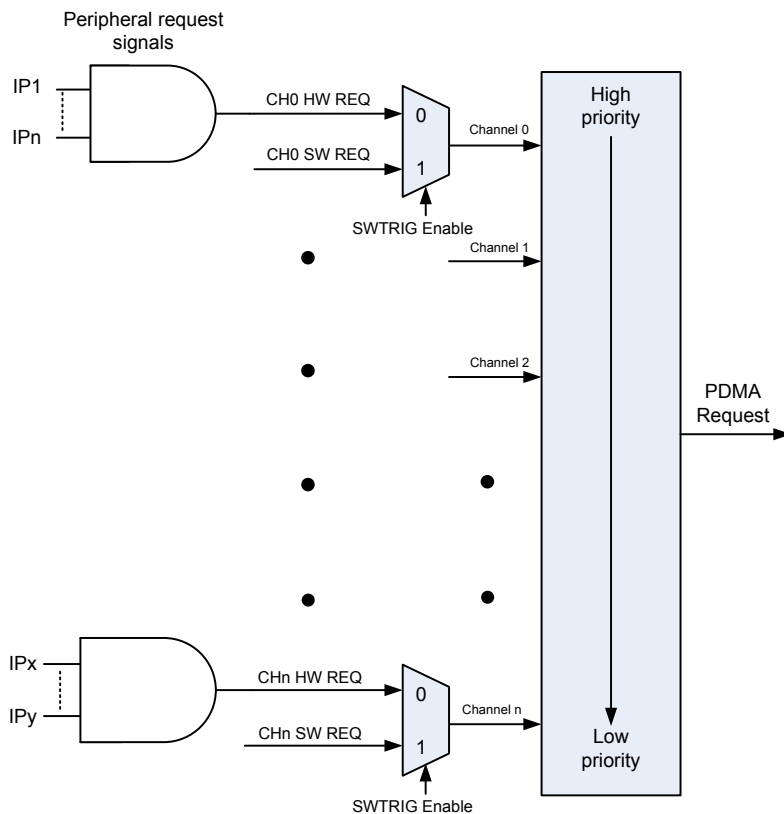 Peripheral request
signals
IP1
IPn
CH0 HW REQ
CH0 SW REQ
0
1
SWTRIG Enable
Channel 0
Channel 1
Channel 2
High
priority
PDMA
Request
IPx
IPy
CHn HW REQ
CHn SW REQ
0
1
SWTRIG Enable
Channel n
Low
priority